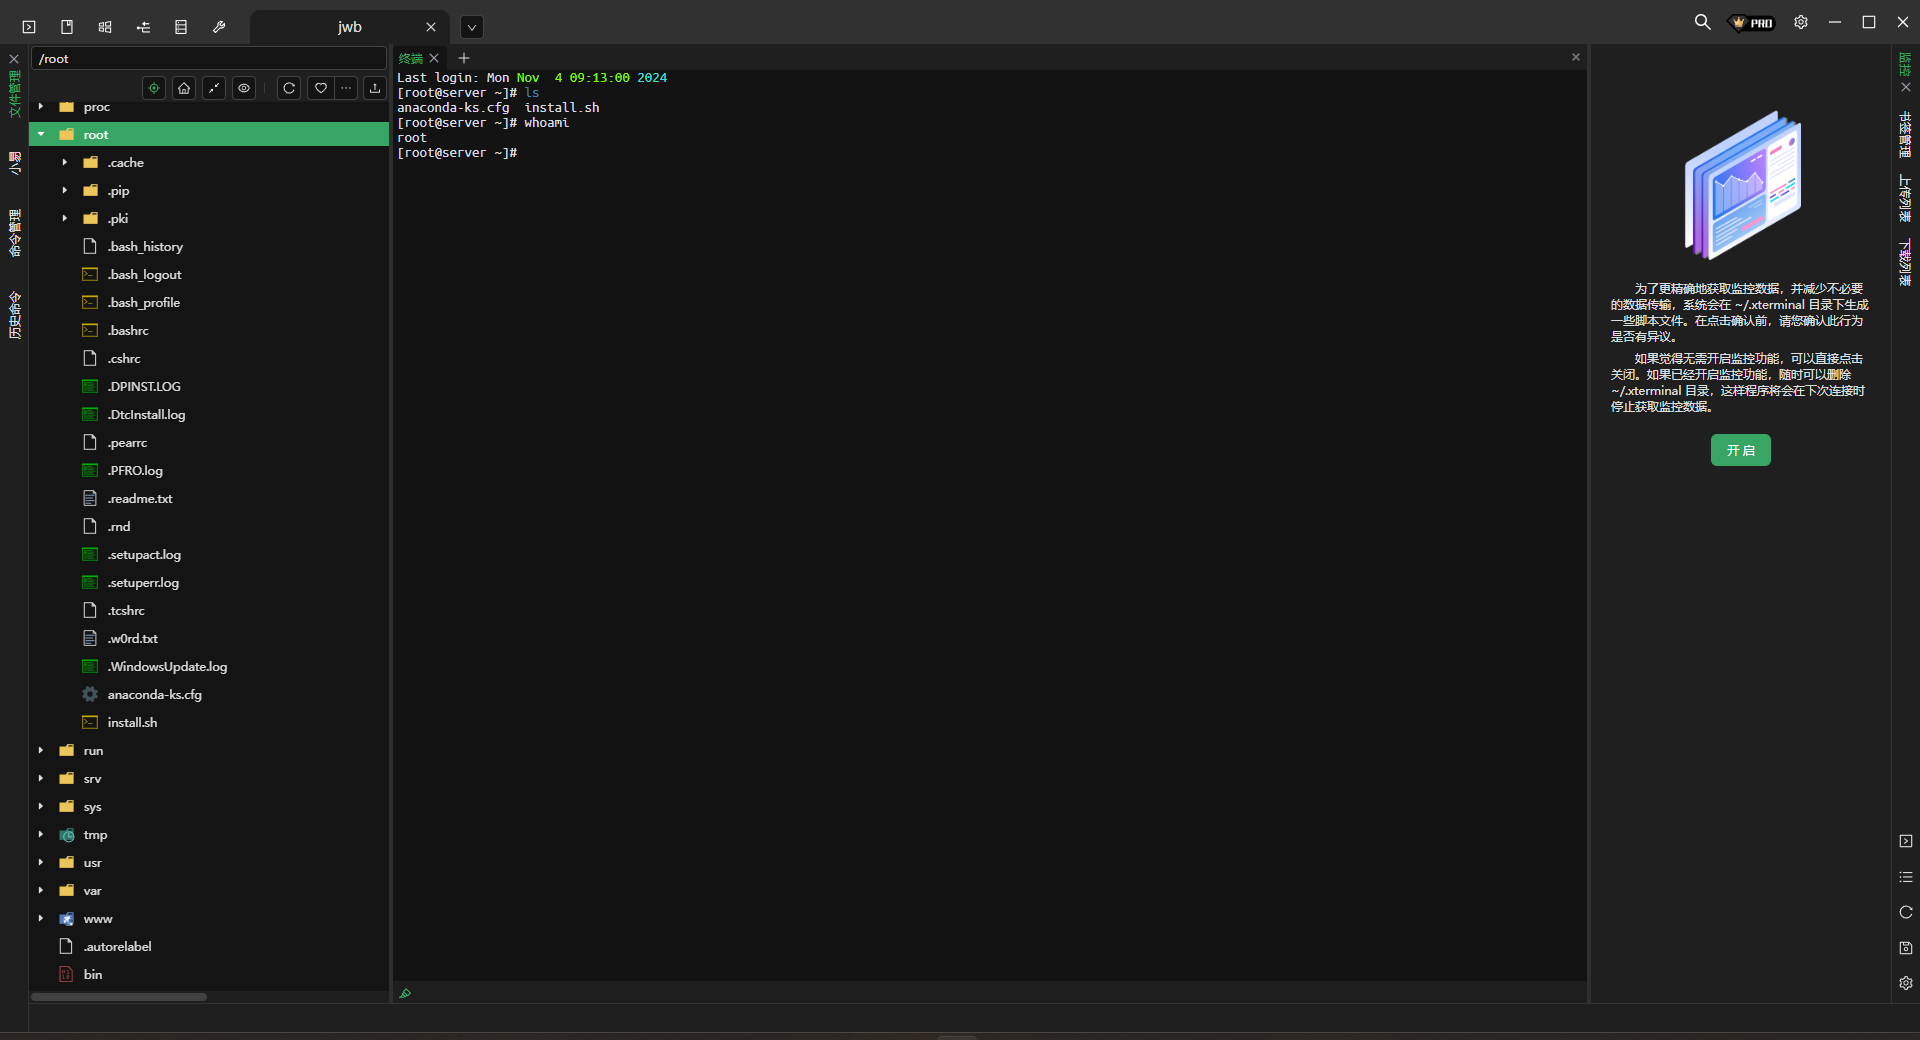 jwb
PRO
/root
终端
文件管理
小易
命令管理
历史命令
proc
root
.cache
.pip
.pki
.bash_history
.bash_logout
.bash_profile
.bashrc
.cshrc
.DPINST.LOG
.DtcInstall.log
.pearrc
.PFRO.log
.readme.txt
.rnd
.setupact.log
.setuperr.log
.tcshrc
.w0rd.txt
.WindowsUpdate.log
anaconda-ks.cfg
install.sh
run
srv
sys
tmp
usr
var
www
.autorelabel
bin
Last login: Mon Nov  4 09:13:00 2024
[root@server ~]# ls
anaconda-ks.cfg  install.sh
[root@server ~]# whoami
root
[root@server ~]#
为了更精确地获取监控数据，并减少不必要
的数据传输，系统会在 ~/.xterminal 目录下生成
一些脚本文件。在点击确认前，请您确认此行为
是否有异议。
如果觉得无需开启监控功能，可以直接点击
关闭。如果已经开启监控功能，随时可以删除
~/.xterminal 目录，这样程序将会在下次连接时
停止获取监控数据。
开启
监控
书签管理
上传列表
下载列表